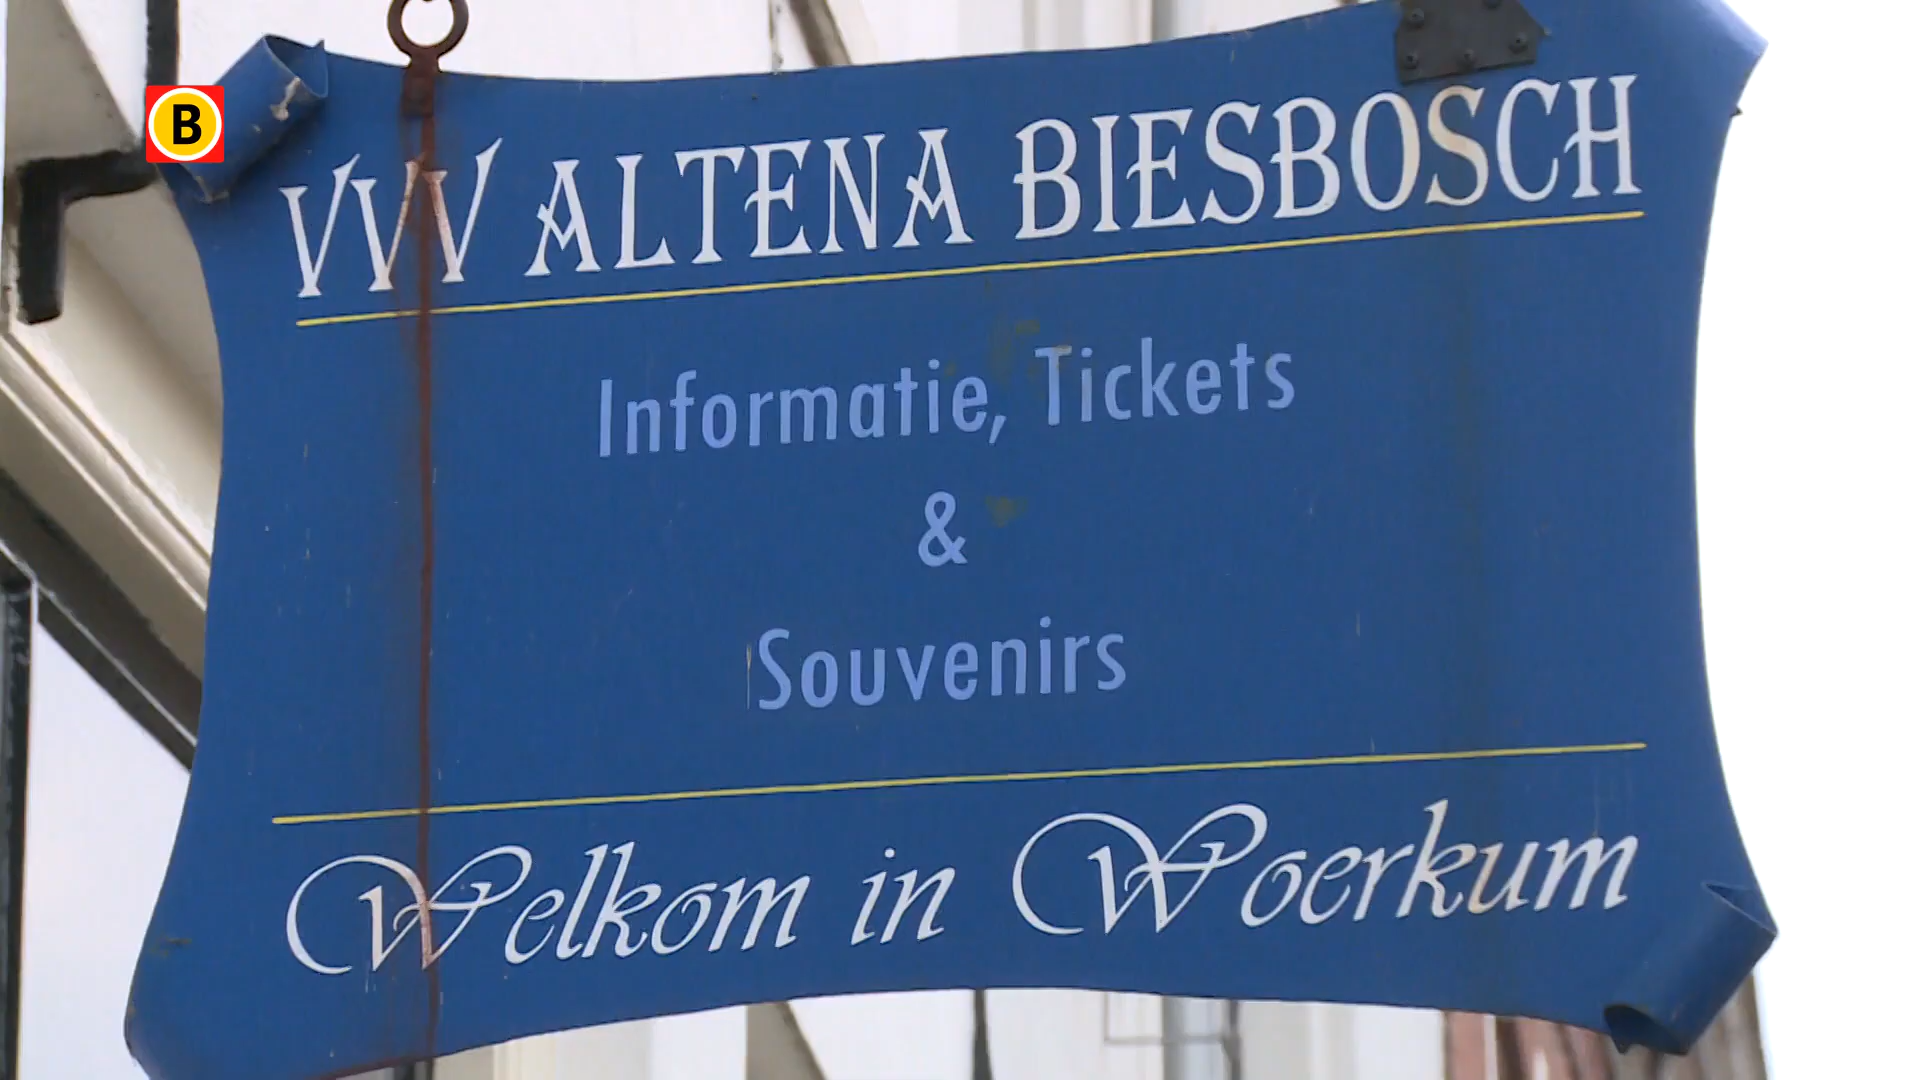 B
VVV ALTENA BIESBOSCH
Informatie, Tickets
&
Souvenirs
Welkom in Woerkum